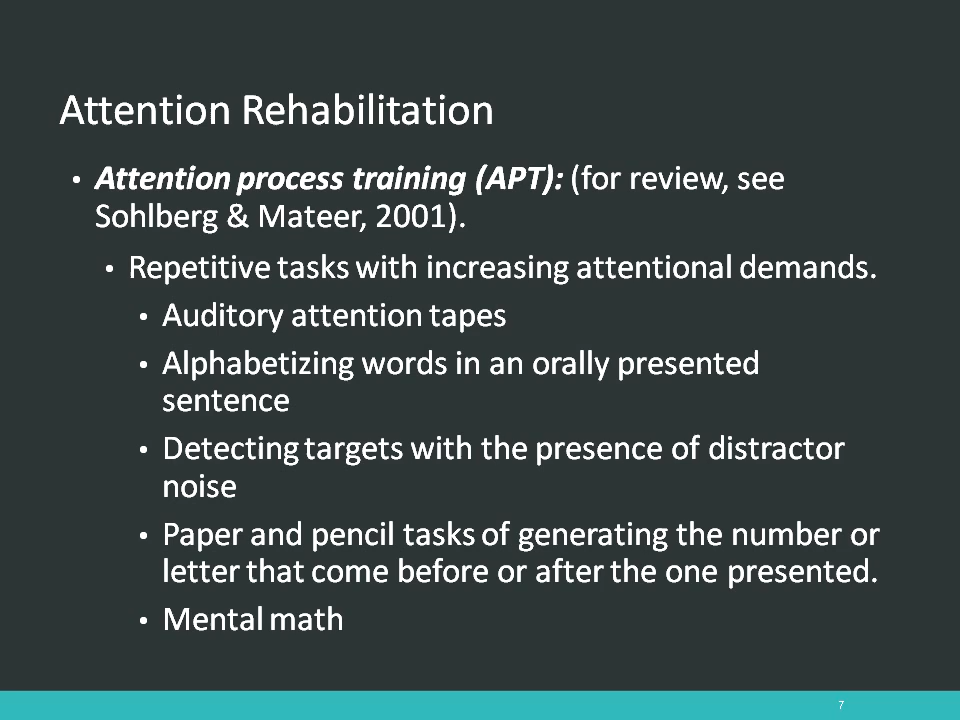 Attention Rehabilitation
• Attention process training (APT): (for review, see
Sohlberg & Mateer, 2001).
• Repetitive tasks with increasing attentional demands.
• Auditory attention tapes
• Alphabetizing words in an orally presented
sentence
• Detecting targets with the presence of distractor
noise
• Paper and pencil tasks of generating the number or
letter that come before or after the one presented.
• Mental math
7